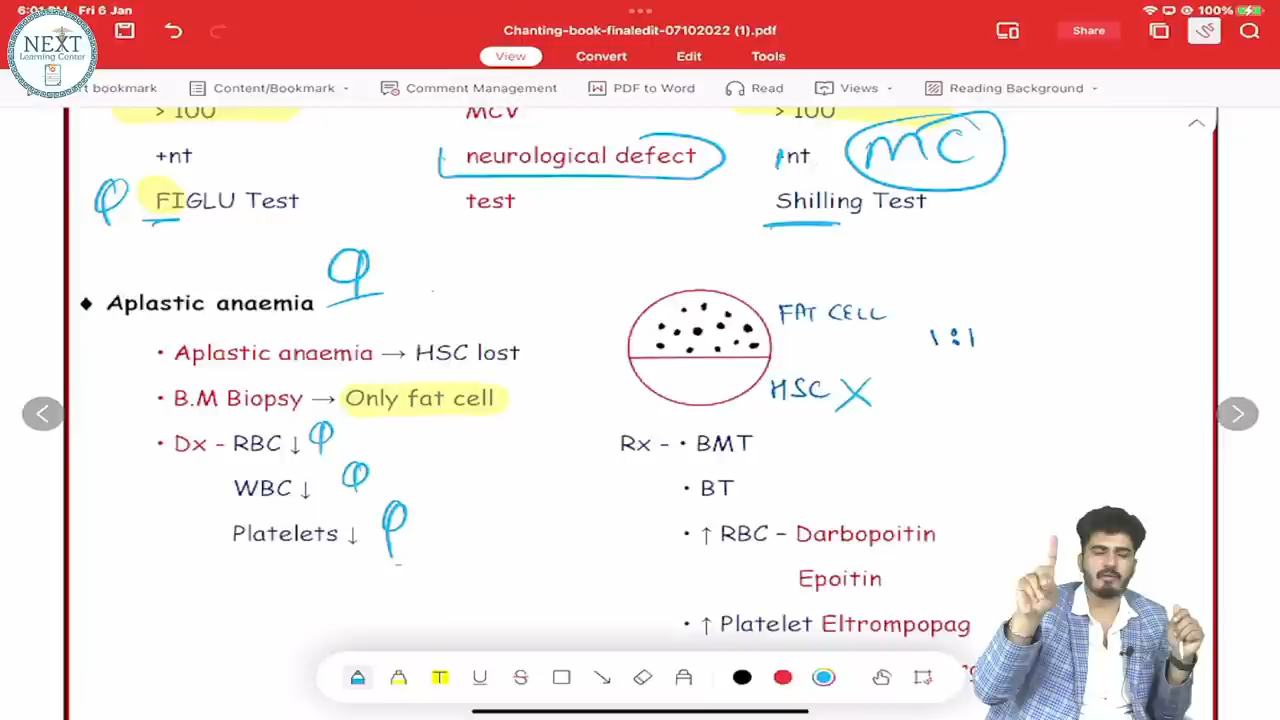 6:01 PM Fri 6 Jan
100%
NEXT
Learning Center
Chanting-book-finaledit-07102022 (1).pdf
Share
View Convert Edit Tools
bookmark Content/Bookmark Comment Management PDF to Word Read Views Reading Background
> 100 MCV > 100
+nt neurological defect nt MC
FIGLU Test test Shilling Test
Aplastic anaemia
FAT CELL
1:1
• Aplastic anaemia → HSC lost
HSC X
• B.M Biopsy → Only fat cell
• Dx - RBC ↓
WBC ↓
Platelets ↓
Rx - • BMT
• BT
• ↑ RBC - Darbopoitin
Epoitin
• ↑ Platelet Eltrompopag